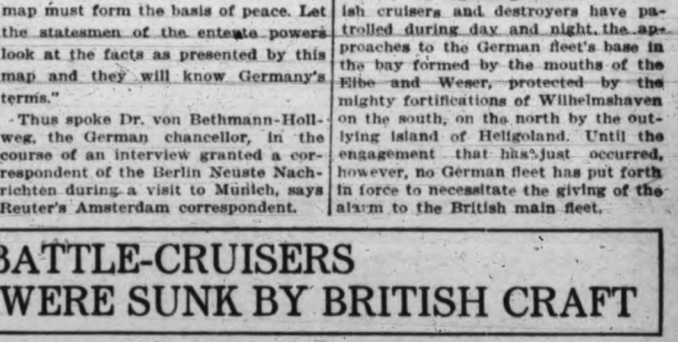 map must form the basis of peace. Let
the statesmen of the entente powers
look at the facts as presented by this
map and they will know Germany's
terms."
Thus spoke Dr. von Bethmann-Holl-
weg, the German chancellor, in the
course of an interview granted a cor-
respondent of the Berlin Neuste Nach-
richten during a visit to Munich, says
Reuter's Amsterdam correspondent.
ish cruisers and destroyers have pa-
trolled during day and night, the ap-
proaches to the German fleet's base in
the bay formed by the mouths of the
Elbe and Weser, protected by the
mighty fortifications of Wilhelmshaven
on the south, on the north by the out-
lying island of Heligoland. Until the
engagement that has just occurred,
however, no German fleet has put forth
in force to necessitate the giving of the
alarm to the British main fleet.
BATTLE-CRUISERS
WERE SUNK BY BRITISH CRAFT